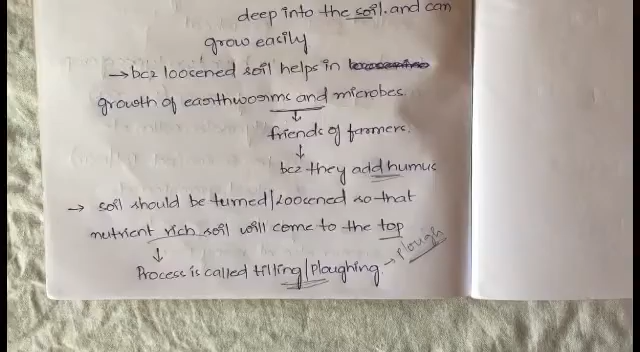 deep into the soil. and can
grow easily
→ bcz loosened soil helps in
growth of earthworms and microbes.
↓
friends of farmers.
↓
bcz they add humus
→ soil should be turned/loosened so that
nutrient rich soil will come to the top
↓
Process is called tilling/Ploughing. → plough